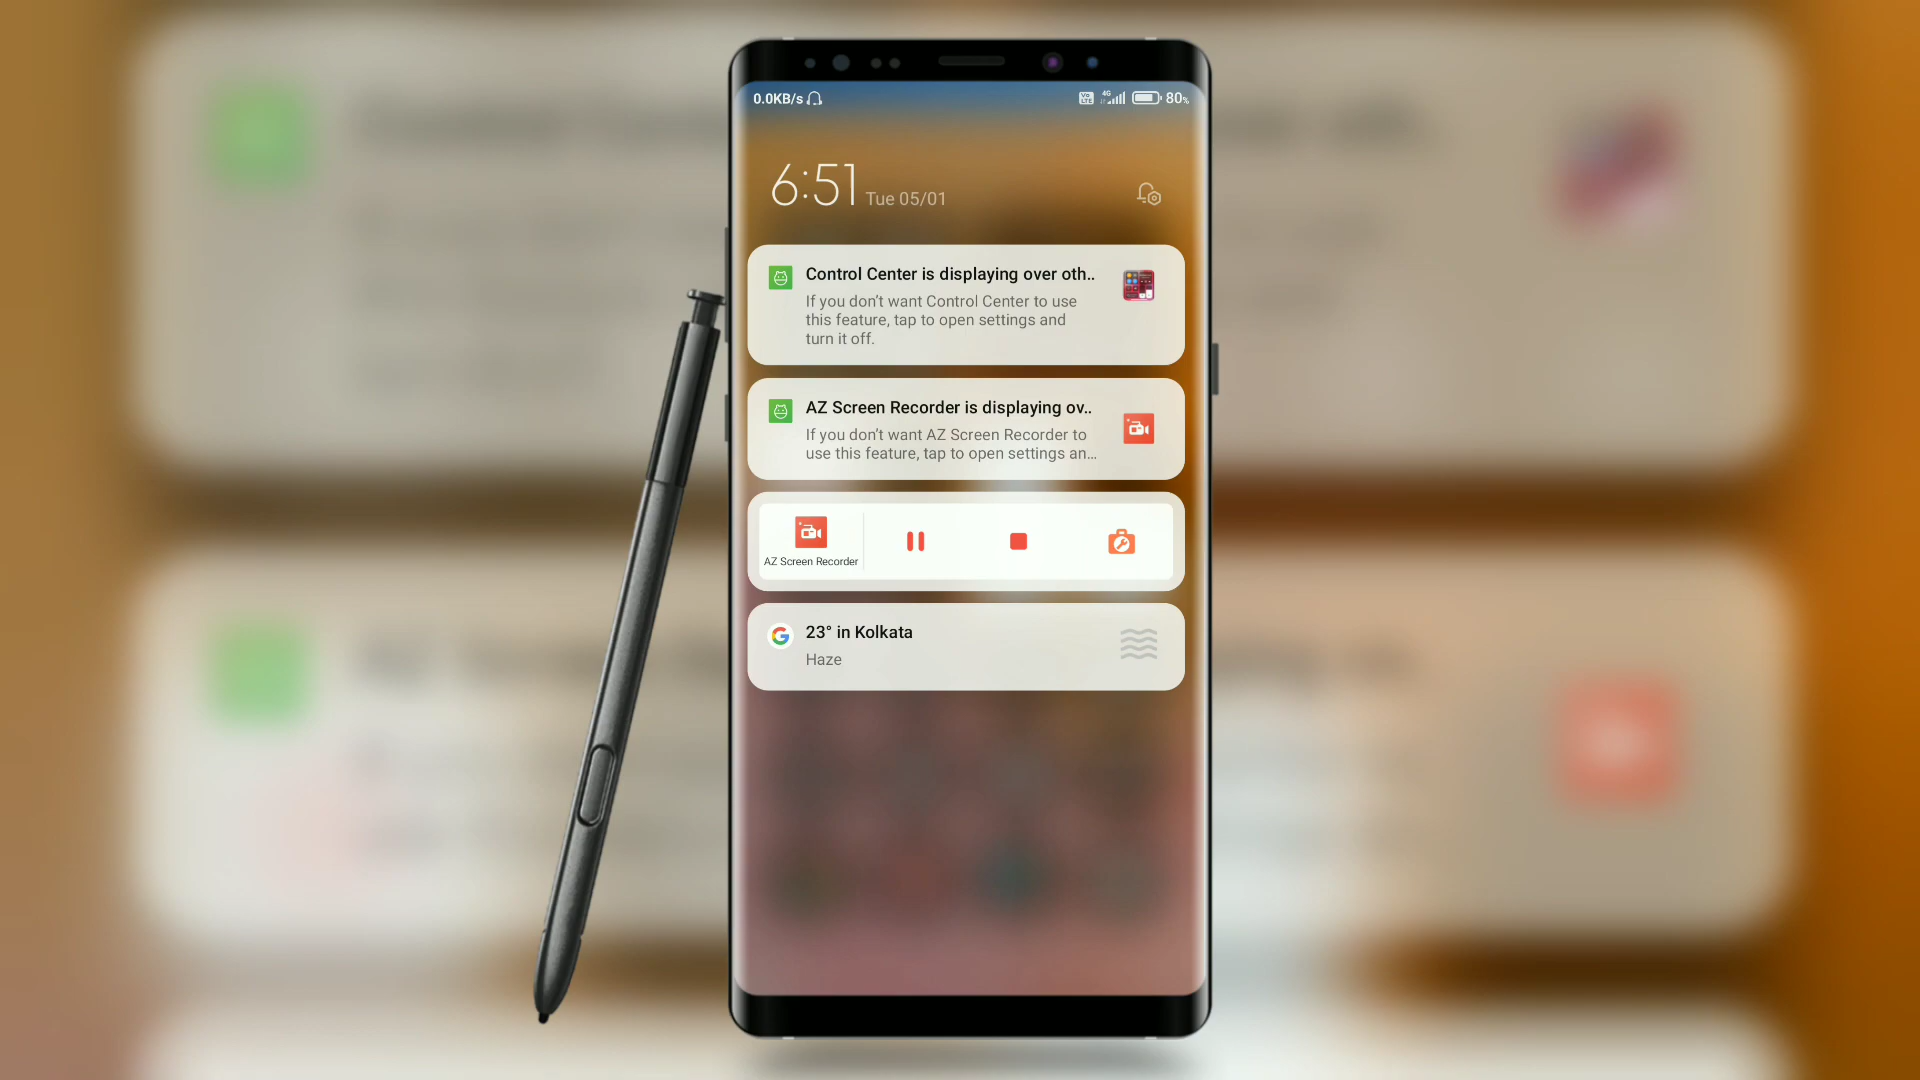 0.0KB/s 4G 80%
6:51 Tue 05/01
Control Center is displaying over oth..
If you don’t want Control Center to use
this feature, tap to open settings and
turn it off.
AZ Screen Recorder is displaying ov..
If you don’t want AZ Screen Recorder to
use this feature, tap to open settings an...
AZ Screen Recorder
23° in Kolkata
Haze